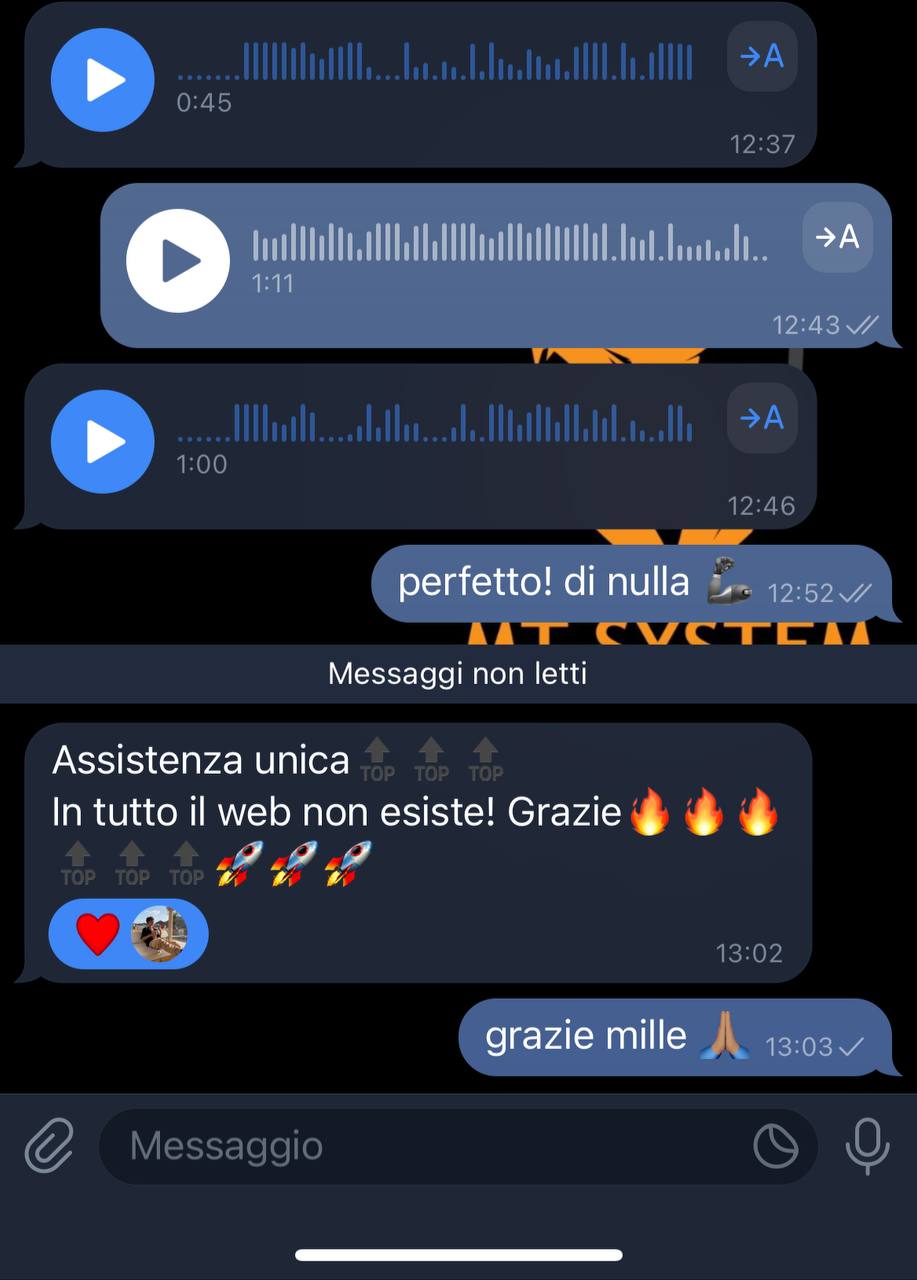 0:45
→A
12:37
1:11
→A
12:43
1:00
→A
12:46
perfetto! di nulla 🦾 12:52
MT SYSTEM
Messaggi non letti
Assistenza unica🔝🔝🔝
In tutto il web non esiste! Grazie🔥🔥🔥
🔝🔝🔝🚀🚀🚀
13:02
grazie mille 🙏🏽 13:03
Messaggio